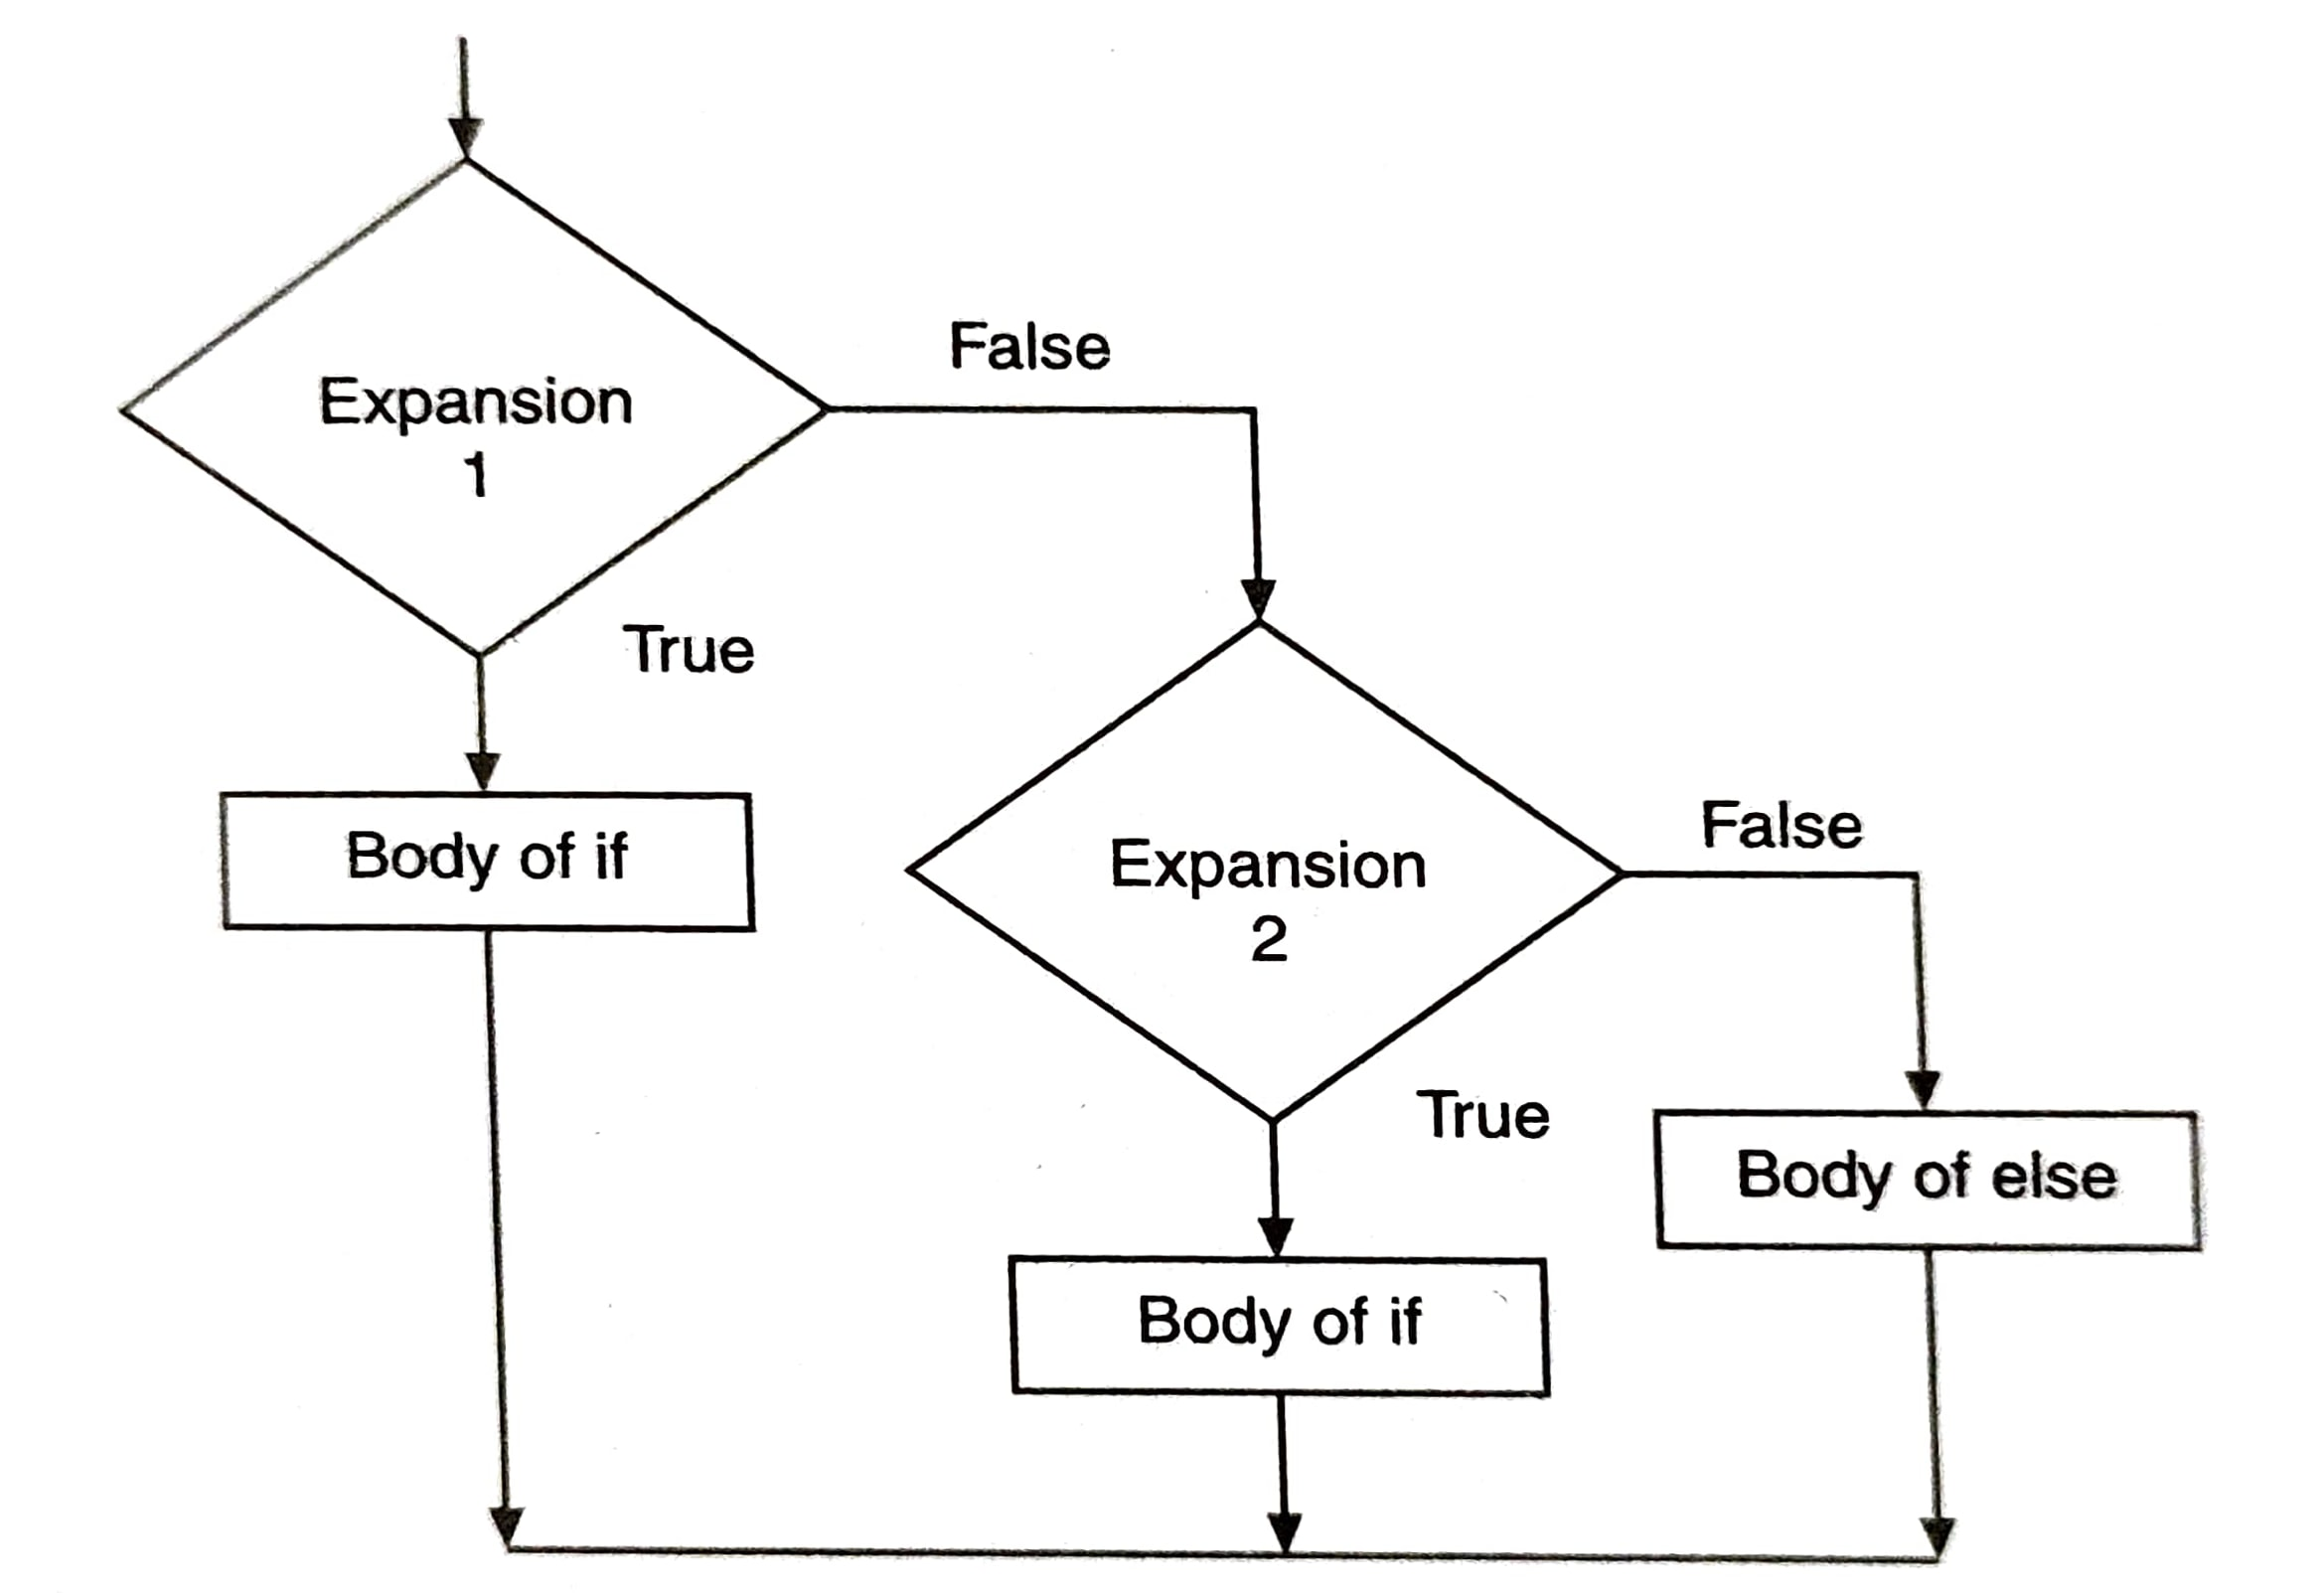 False
Expansion
1
True
Body of if
False
Expansion
2
True
Body of else
Body of if